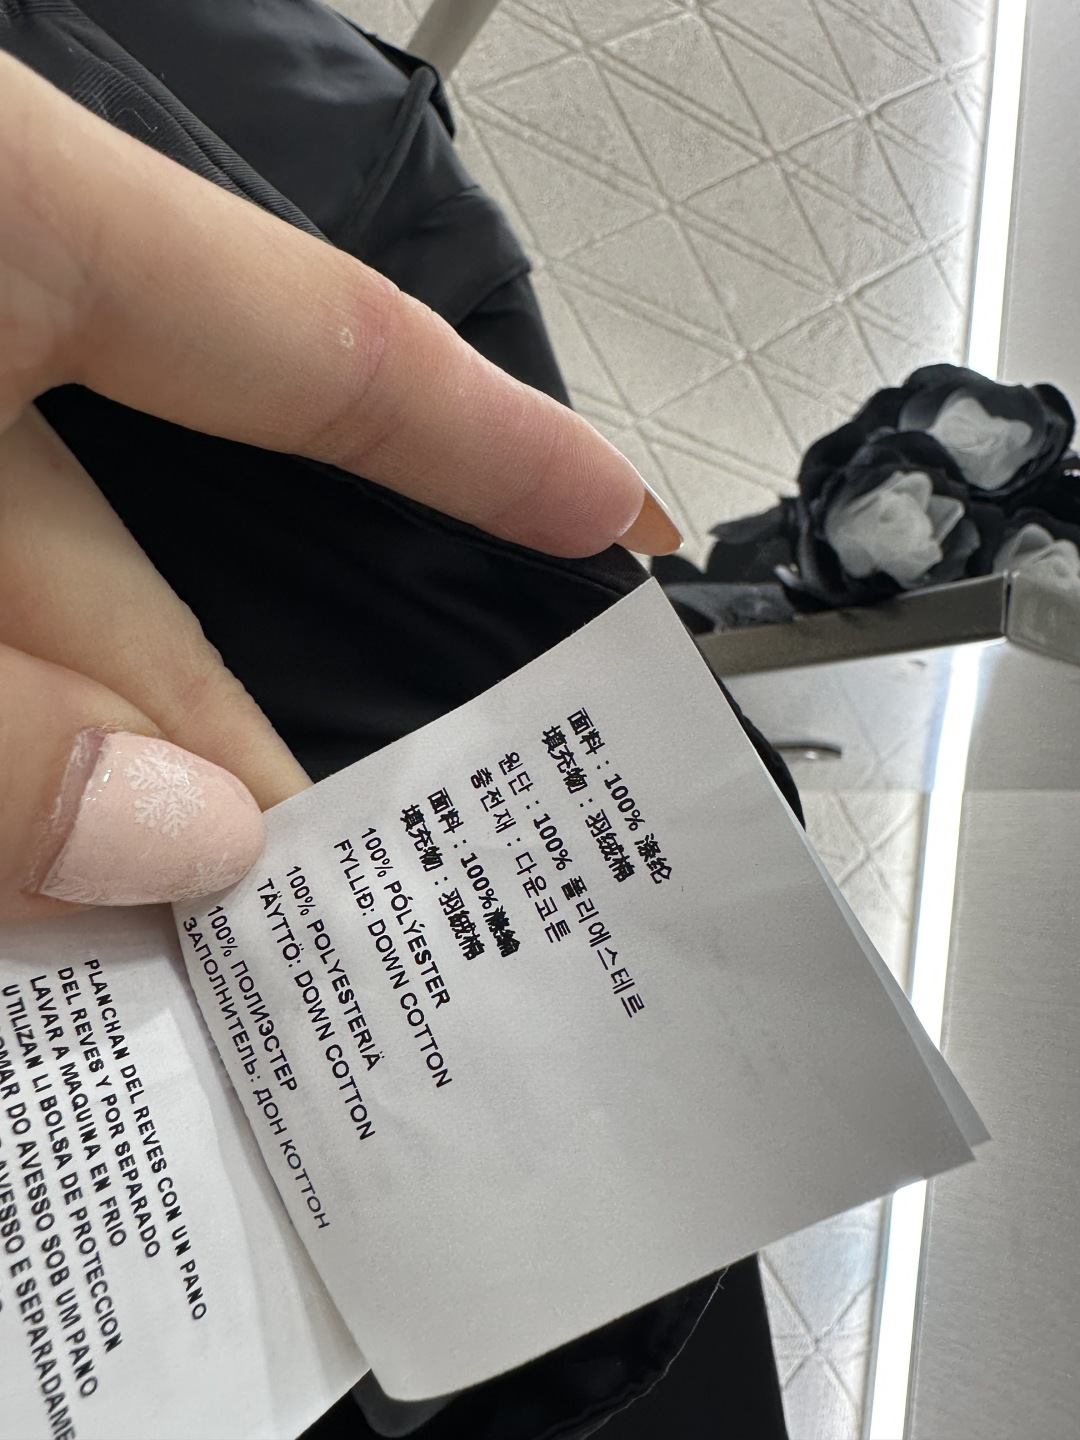 面料：100% 涤纶
填充物：羽绒棉
원단：100% 폴리에스테르
충전재：다운코튼
面料：100%滌綸
填充物：羽絨棉
100% PÓLÝESTER
FYLLIÐ: DOWN COTTON
100% POLYESTERIÄ
TÄYTTÖ: DOWN COTTON
100% ПОЛИЭСТЕР
ЗАПОЛНИТЕЛЬ: ДОН КОТТОН
PLANCHAN DEL REVES CON UN PANO
DEL REVES Y POR SEPARADO
LAVAR A MAQUINA EN FRIO
UTILIZAN LI BOLSA DE PROTECCION
DO AVESSO SOB UM PANO
AVESSO E